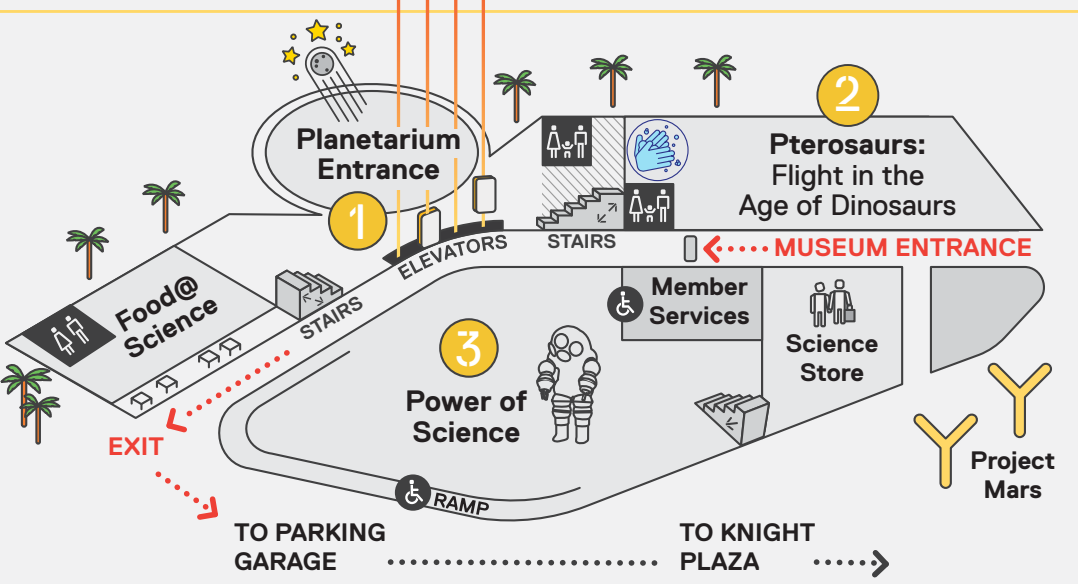 Planetarium
Entrance
1
ELEVATORS
STAIRS
2
Pterosaurs:
Flight in the
Age of Dinosaurs
MUSEUM ENTRANCE
Food@
Science
STAIRS
EXIT
3
Power of
Science
Member
Services
Science
Store
Project
Mars
RAMP
TO PARKING
GARAGE
TO KNIGHT
PLAZA